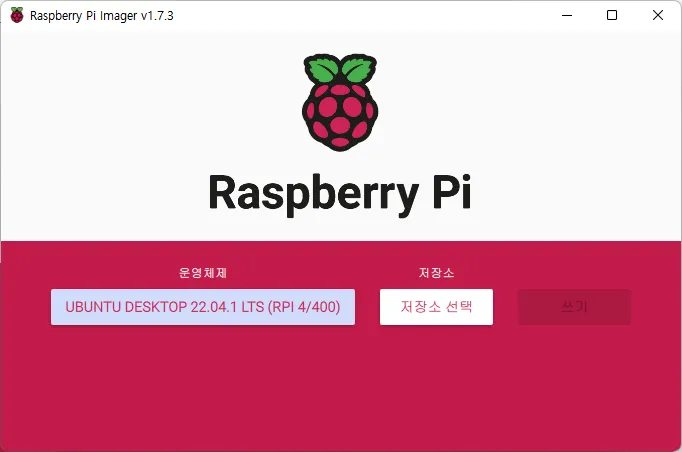 Raspberry Pi Imager v1.7.3
Raspberry Pi
운영체제
저장소
UBUNTU DESKTOP 22.04.1 LTS (RPI 4/400)
저장소 선택
쓰기